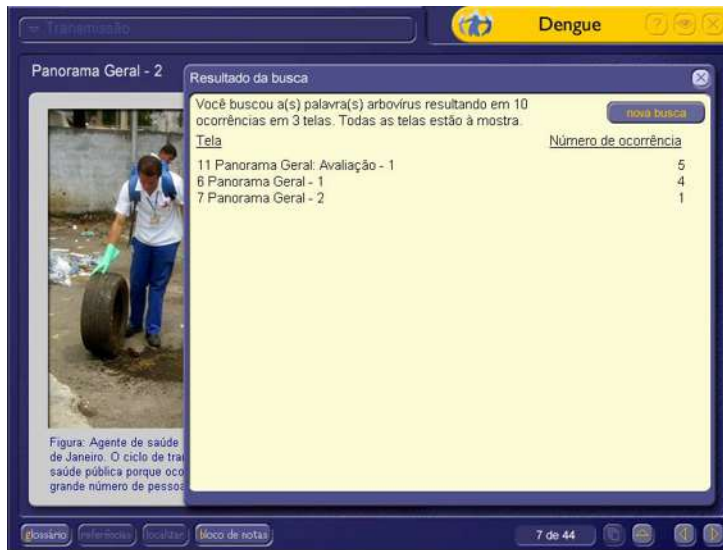 Transmissão
Dengue
Panorama Geral - 2
Resultado da busca
Você buscou a(s) palavra(s) arbovírus resultando em 10
ocorrências em 3 telas. Todas as telas estão à mostra.
nova busca
Tela Número de ocorrência
11 Panorama Geral: Avaliação - 1 5
6 Panorama Geral - 1 4
7 Panorama Geral - 2 1
Figura: Agente de saúde
de Janeiro. O ciclo de tra
saúde pública porque oco
grande número de pessoa
glossário referências localizar bloco de notas 7 de 44